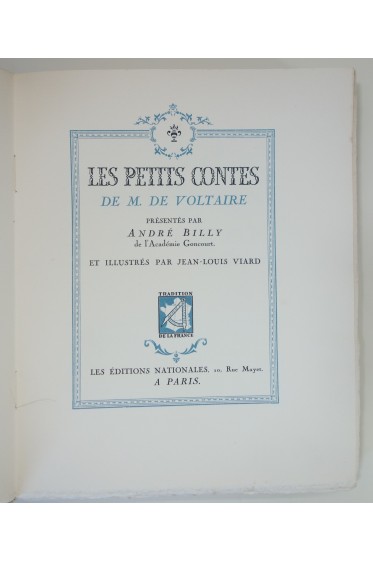 LES PETITS CONTES
DE M. DE VOLTAIRE
PRÉSENTÉS PAR
ANDRÉ BILLY
de l'Académie Goncourt.
ET ILLUSTRÉS PAR JEAN-LOUIS VIARD
TRADITION
DE LA FRANCE
LES ÉDITIONS NATIONALES. 10, Rue Mayet.
A PARIS.